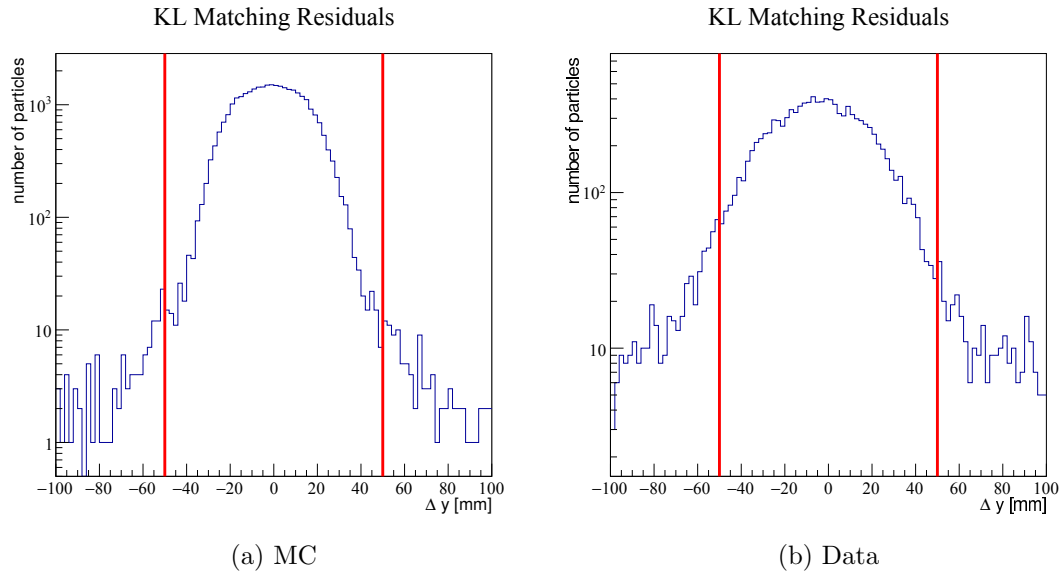 KL Matching Residuals
number of particles
10³
10²
10
1
−100 −80 −60 −40 −20 0 20 40 60 80 100
Δ y [mm]
(a) MC
KL Matching Residuals
number of particles
10²
10
−100 −80 −60 −40 −20 0 20 40 60 80 100
Δ y [mm]
(b) Data